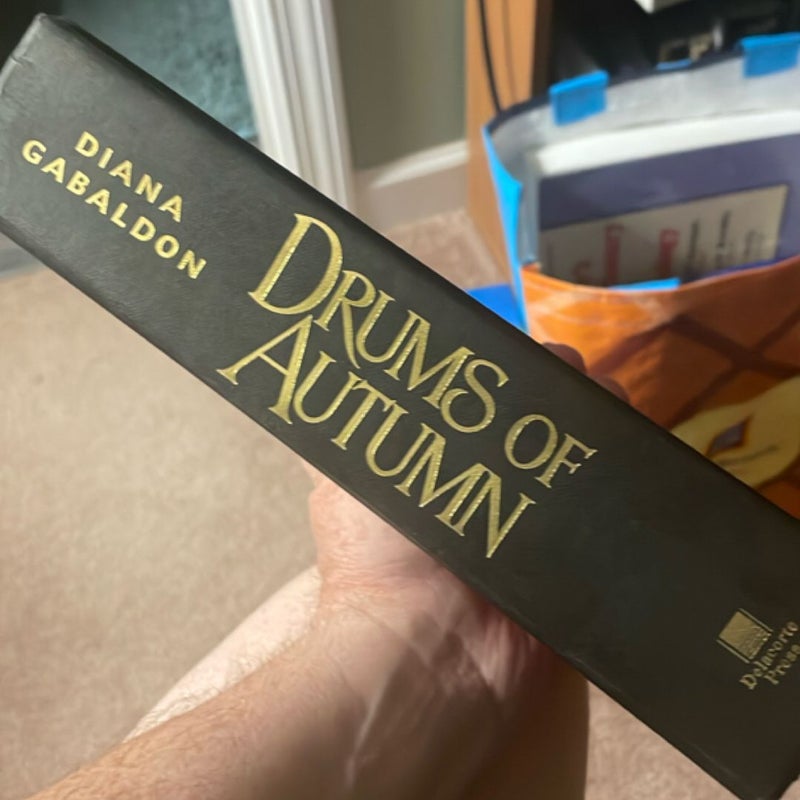 DIANA
GABALDON
DRUMS OF
AUTUMN
Delacorte
Press